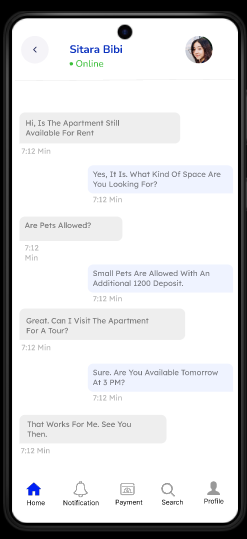 Sitara Bibi
Online
Hi, Is The Apartment Still
Available For Rent
7:12 Min
Yes, It Is. What Kind Of Space Are
You Looking For?
7:12 Min
Are Pets Allowed?
7:12
Min
Small Pets Are Allowed With An
Additional 1200 Deposit.
7:12 Min
Great. Can I Visit The Apartment
For A Tour?
7:12 Min
Sure. Are You Available Tomorrow
At 3 PM?
7:12 Min
That Works For Me. See You
Then.
7:12 Min
Home Notification Payment Search Profile